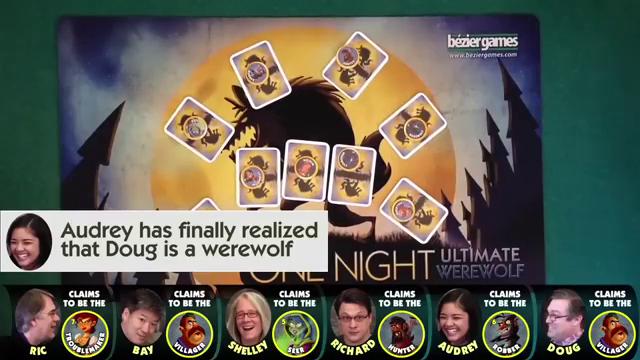 béziergames
www.beziergames.com
Audrey has finally realized
that Doug is a werewolf
ONE NIGHT ULTIMATE
WEREWOLF
CLAIMS TO BE THE
CLAIMS TO BE THE
CLAIMS TO BE THE
CLAIMS TO BE THE
CLAIMS TO BE THE
CLAIMS TO BE THE
RIC TROUBLEMAKER BAY VILLAGER SHELLEY SEER RICHARD HUNTER AUDREY ROBBER DOUG VILLAGER